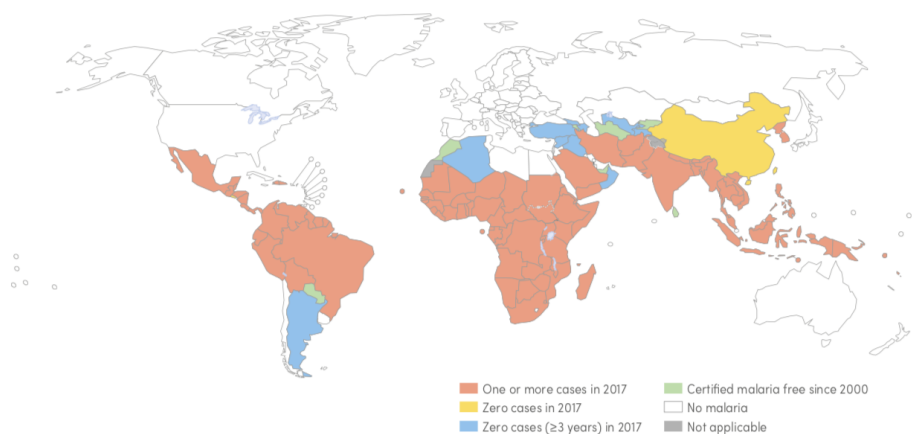 One or more cases in 2017
Zero cases in 2017
Zero cases (≥3 years) in 2017
Certified malaria free since 2000
No malaria
Not applicable